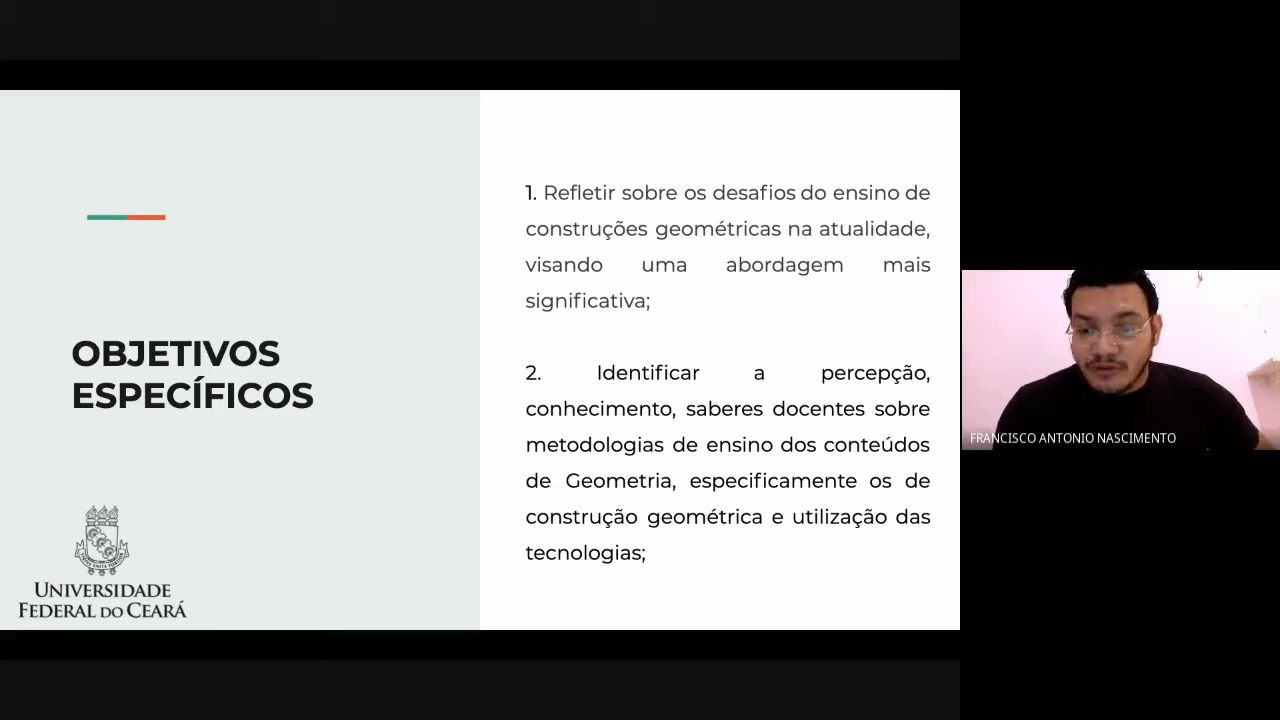 OBJETIVOS
ESPECÍFICOS
UNIVERSIDADE
FEDERAL DO CEARÁ
1. Refletir sobre os desafios do ensino de
construções geométricas na atualidade,
visando uma abordagem mais
significativa;
2. Identificar a percepção,
conhecimento, saberes docentes sobre
metodologias de ensino dos conteúdos
de Geometria, especificamente os de
construção geométrica e utilização das
tecnologias;
FRANCISCO ANTONIO NASCIMENTO